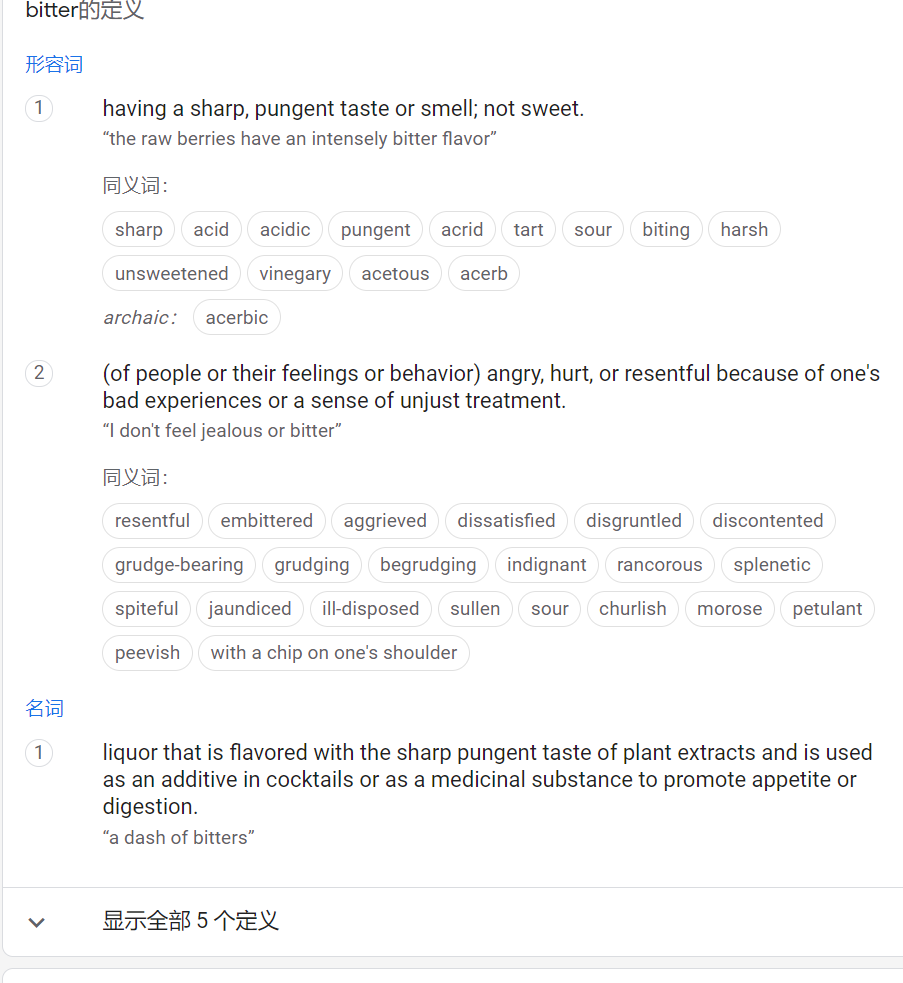 bitter的定义
形容词
1 having a sharp, pungent taste or smell; not sweet.
“the raw berries have an intensely bitter flavor”
同义词：
sharp acid acidic pungent acrid tart sour biting harsh
unsweetened vinegary acetous acerb
archaic： acerbic
2 (of people or their feelings or behavior) angry, hurt, or resentful because of one's
bad experiences or a sense of unjust treatment.
“I don't feel jealous or bitter”
同义词：
resentful embittered aggrieved dissatisfied disgruntled discontented
grudge-bearing grudging begrudging indignant rancorous splenetic
spiteful jaundiced ill-disposed sullen sour churlish morose petulant
peevish with a chip on one's shoulder
名词
1 liquor that is flavored with the sharp pungent taste of plant extracts and is used
as an additive in cocktails or as a medicinal substance to promote appetite or
digestion.
“a dash of bitters”
显示全部 5 个定义